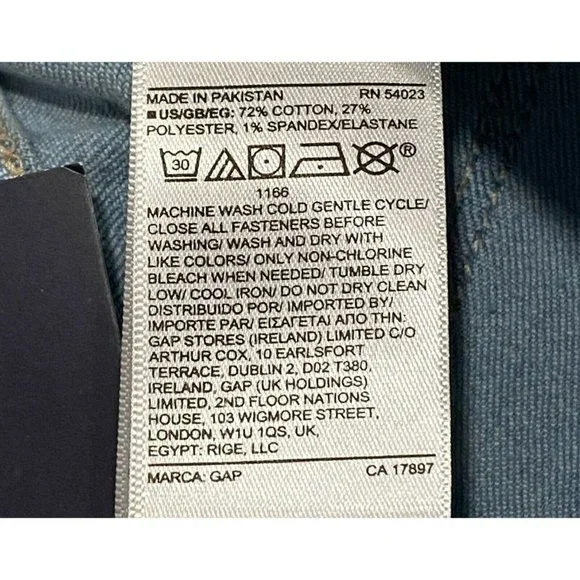 MADE IN PAKISTAN RN 54023
■ US/GB/EG: 72% COTTON, 27%
POLYESTER, 1% SPANDEX/ELASTANE
30 ®
1166
MACHINE WASH COLD GENTLE CYCLE/
CLOSE ALL FASTENERS BEFORE
WASHING/ WASH AND DRY WITH
LIKE COLORS/ ONLY NON-CHLORINE
BLEACH WHEN NEEDED/ TUMBLE DRY
LOW/ COOL IRON/ DO NOT DRY CLEAN
DISTRIBUIDO POR/ IMPORTED BY/
IMPORTE PAR/ ΕΙΣΑΓΕΤΑΙ ΑΠΟ ΤΗΝ:
GAP STORES (IRELAND) LIMITED C/O
ARTHUR COX, 10 EARLSFORT
TERRACE, DUBLIN 2, D02 T380,
IRELAND, GAP (UK HOLDINGS)
LIMITED, 2ND FLOOR NATIONS
HOUSE, 103 WIGMORE STREET,
LONDON, W1U 1QS, UK,
EGYPT: RIGE, LLC
MARCA: GAP CA 17897